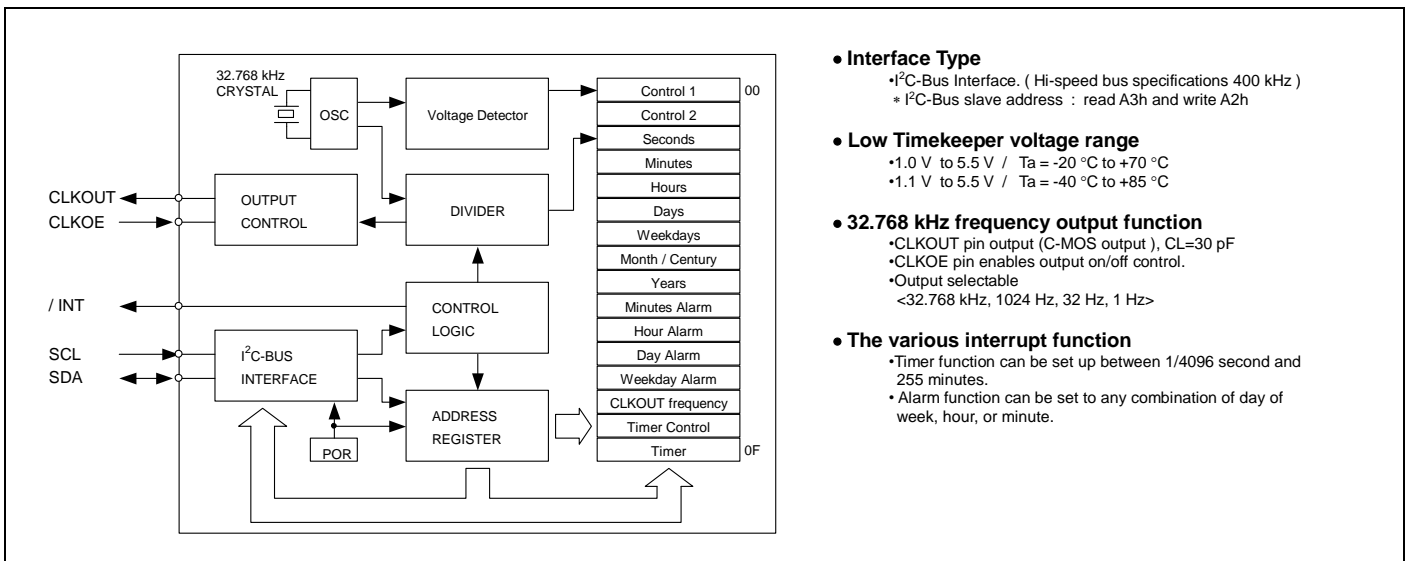 32.768 kHz
CRYSTAL
OSC
Voltage Detector
CLKOUT
CLKOE
OUTPUT
CONTROL
DIVIDER
/ INT
CONTROL
LOGIC
SCL
SDA
I²C-BUS
INTERFACE
ADDRESS
REGISTER
POR
Control 1 00
Control 2
Seconds
Minutes
Hours
Days
Weekdays
Month / Century
Years
Minutes Alarm
Hour Alarm
Day Alarm
Weekday Alarm
CLKOUT frequency
Timer Control
Timer 0F
● Interface Type
•I²C-Bus Interface. ( Hi-speed bus specifications 400 kHz )
∗ I²C-Bus slave address : read A3h and write A2h
● Low Timekeeper voltage range
•1.0 V to 5.5 V / Ta = -20 °C to +70 °C
•1.1 V to 5.5 V / Ta = -40 °C to +85 °C
● 32.768 kHz frequency output function
•CLKOUT pin output (C-MOS output ), CL=30 pF
•CLKOE pin enables output on/off control.
•Output selectable
<32.768 kHz, 1024 Hz, 32 Hz, 1 Hz>
● The various interrupt function
•Timer function can be set up between 1/4096 second and
255 minutes.
• Alarm function can be set to any combination of day of
week, hour, or minute.